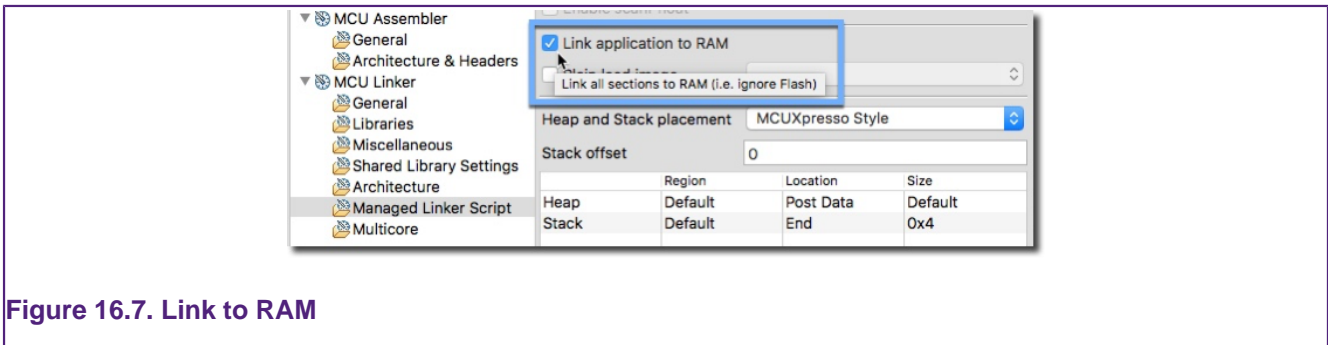 MCU Assembler
General
Architecture & Headers
MCU Linker
General
Libraries
Miscellaneous
Shared Library Settings
Architecture
Managed Linker Script
Multicore
Link application to RAM
Link all sections to RAM (i.e. ignore Flash)
Heap and Stack placement MCUXpresso Style
Stack offset 0
Region Location Size
Heap Default Post Data Default
Stack Default End 0x4
Figure 16.7. Link to RAM